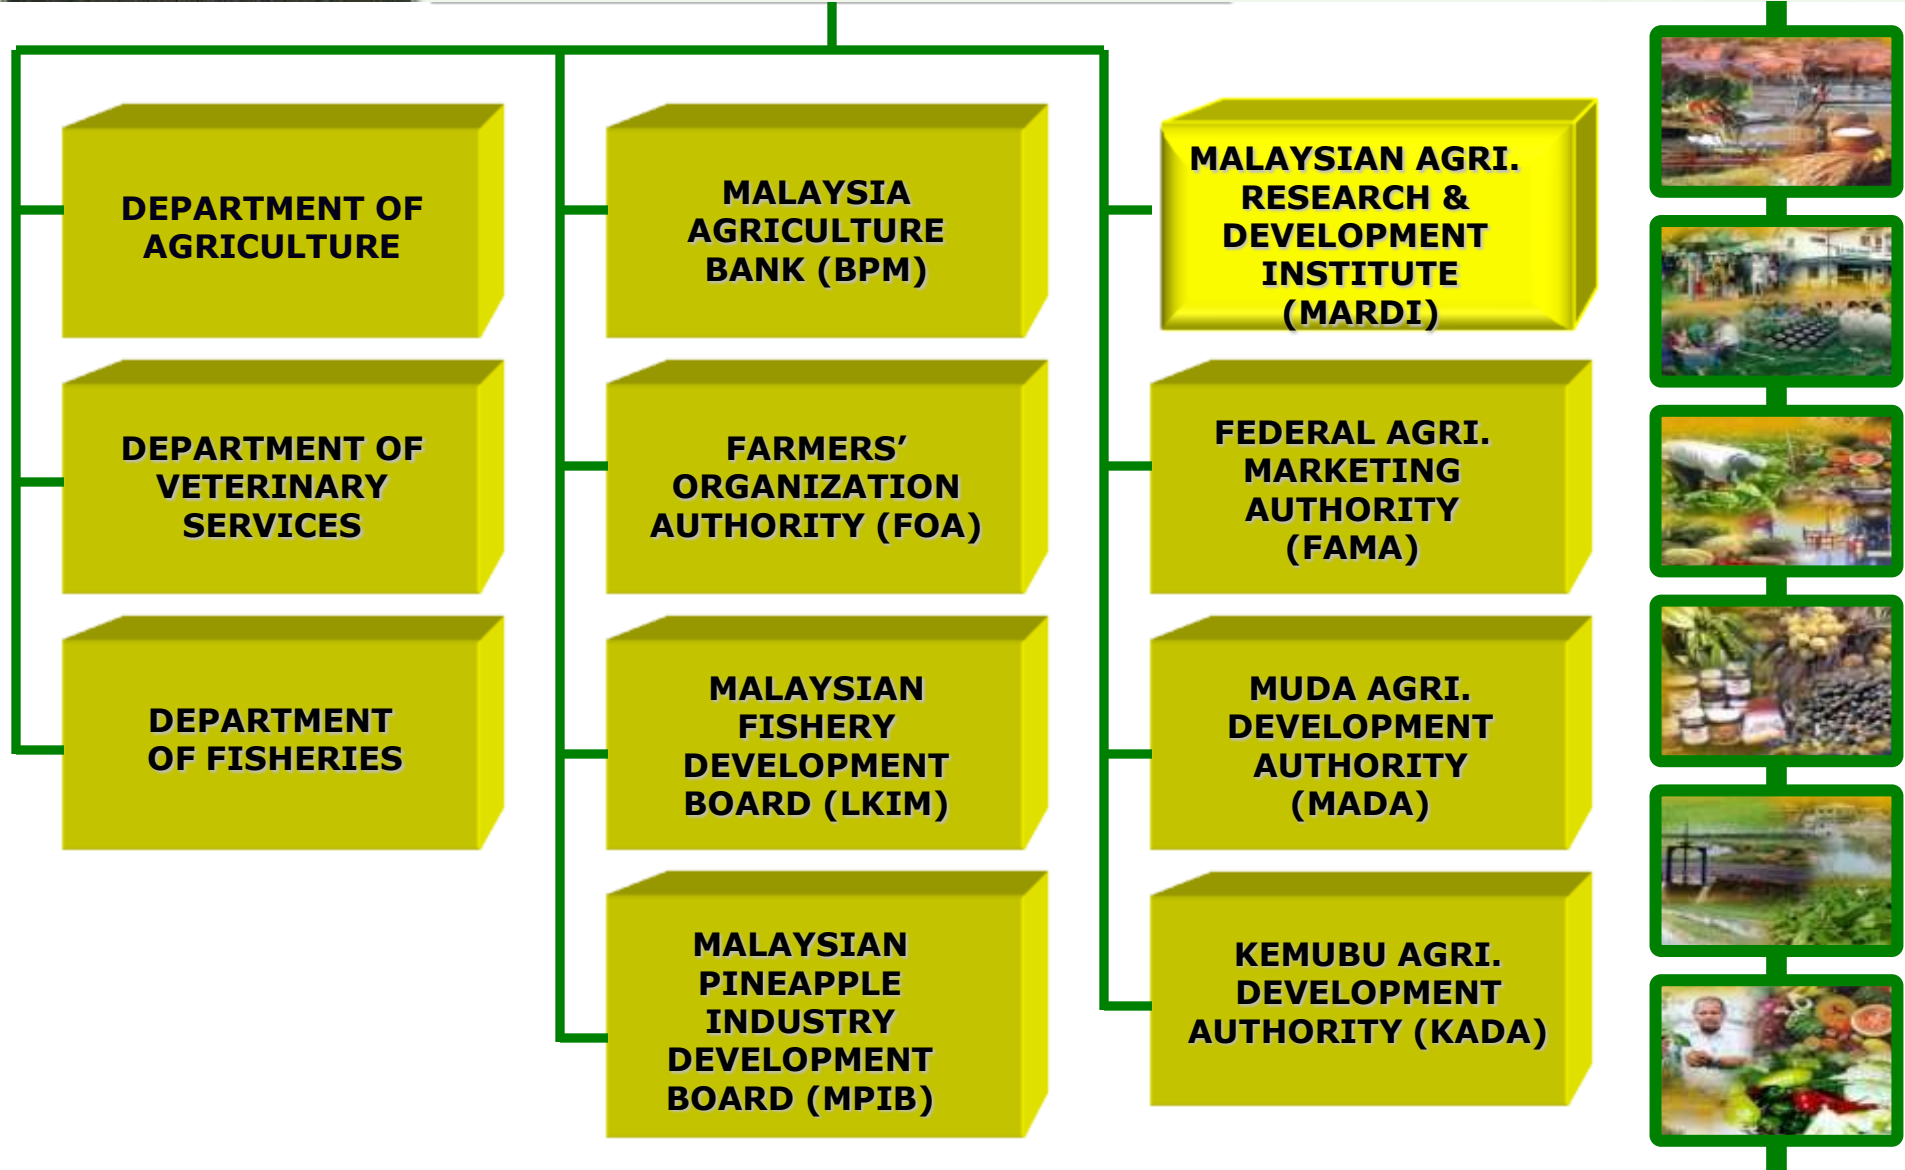 DEPARTMENT OF
AGRICULTURE
DEPARTMENT OF
VETERINARY
SERVICES
DEPARTMENT
OF FISHERIES
MALAYSIA
AGRICULTURE
BANK (BPM)
FARMERS’
ORGANIZATION
AUTHORITY (FOA)
MALAYSIAN
FISHERY
DEVELOPMENT
BOARD (LKIM)
MALAYSIAN
PINEAPPLE
INDUSTRY
DEVELOPMENT
BOARD (MPIB)
MALAYSIAN AGRI.
RESEARCH &
DEVELOPMENT
INSTITUTE
(MARDI)
FEDERAL AGRI.
MARKETING
AUTHORITY
(FAMA)
MUDA AGRI.
DEVELOPMENT
AUTHORITY
(MADA)
KEMUBU AGRI.
DEVELOPMENT
AUTHORITY (KADA)